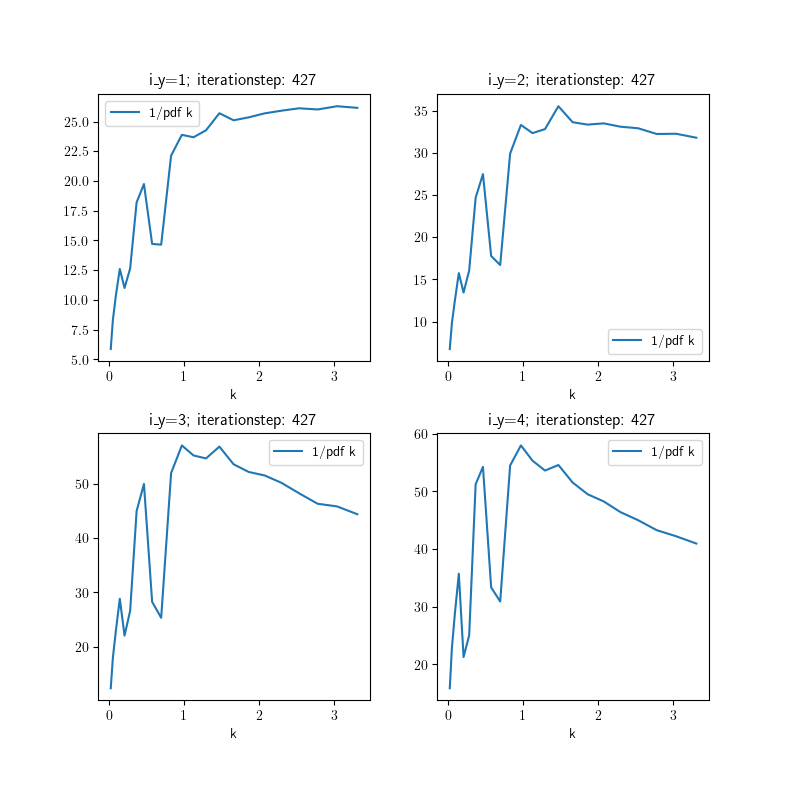 i_y=1; iterationstep: 427
1/pdf k
25.0
22.5
20.0
17.5
15.0
12.5
10.0
7.5
5.0
0 1 2 3
k
i_y=2; iterationstep: 427
35
30
25
20
15
10
1/pdf k
0 1 2 3
k
i_y=3; iterationstep: 427
1/pdf k
50
40
30
20
0 1 2 3
k
i_y=4; iterationstep: 427
1/pdf k
60
50
40
30
20
0 1 2 3
k